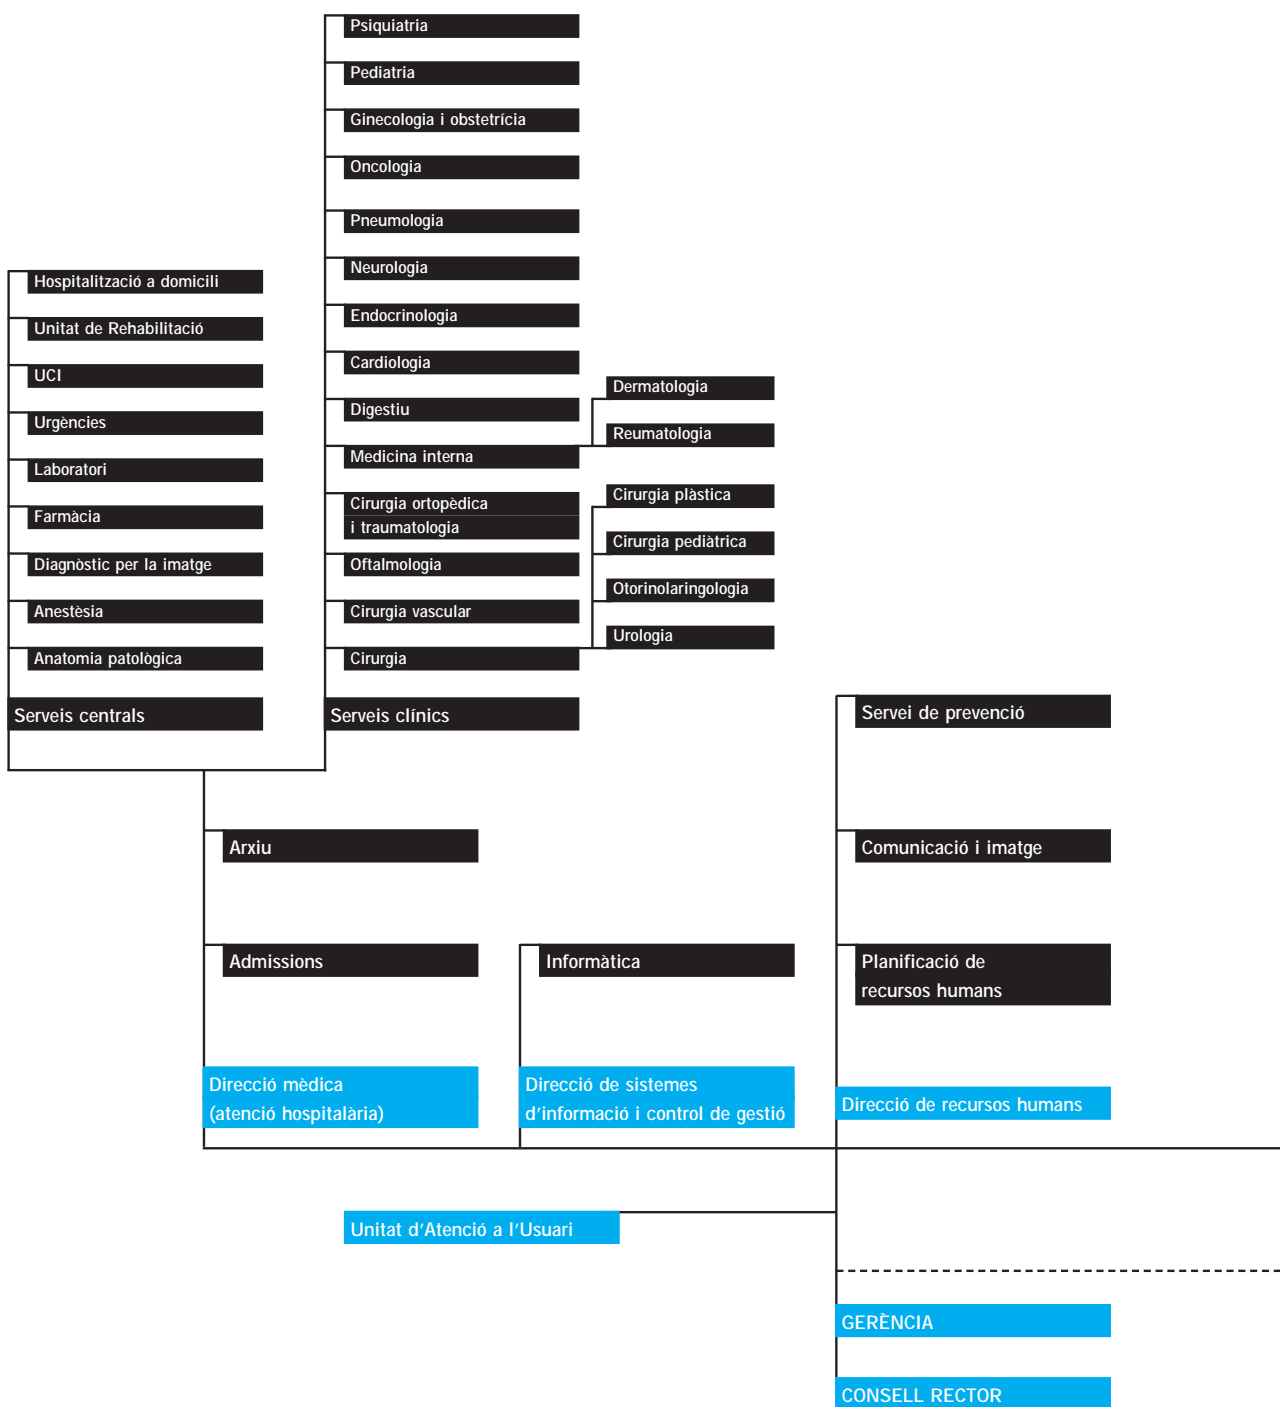 Psiquiatria
Pediatria
Ginecologia i obstetrícia
Oncologia
Pneumologia
Neurologia
Endocrinologia
Cardiologia
Digestiu
Medicina interna
Cirurgia ortopèdica
i traumatologia
Oftalmologia
Cirurgia vascular
Cirurgia
Serveis clínics
Hospitalització a domicili
Unitat de Rehabilitació
UCI
Urgències
Laboratori
Farmàcia
Diagnòstic per la imatge
Anestèsia
Anatomia patològica
Serveis centrals
Dermatologia
Reumatologia
Cirurgia plàstica
Cirurgia pediàtrica
Otorinolaringologia
Urologia
Servei de prevenció
Arxiu
Comunicació i imatge
Admissions
Informàtica
Planificació de
recursos humans
Direcció mèdica
(atenció hospitalària)
Direcció de sistemes
d'informació i control de gestió
Direcció de recursos humans
Unitat d'Atenció a l'Usuari
GERÈNCIA
CONSELL RECTOR